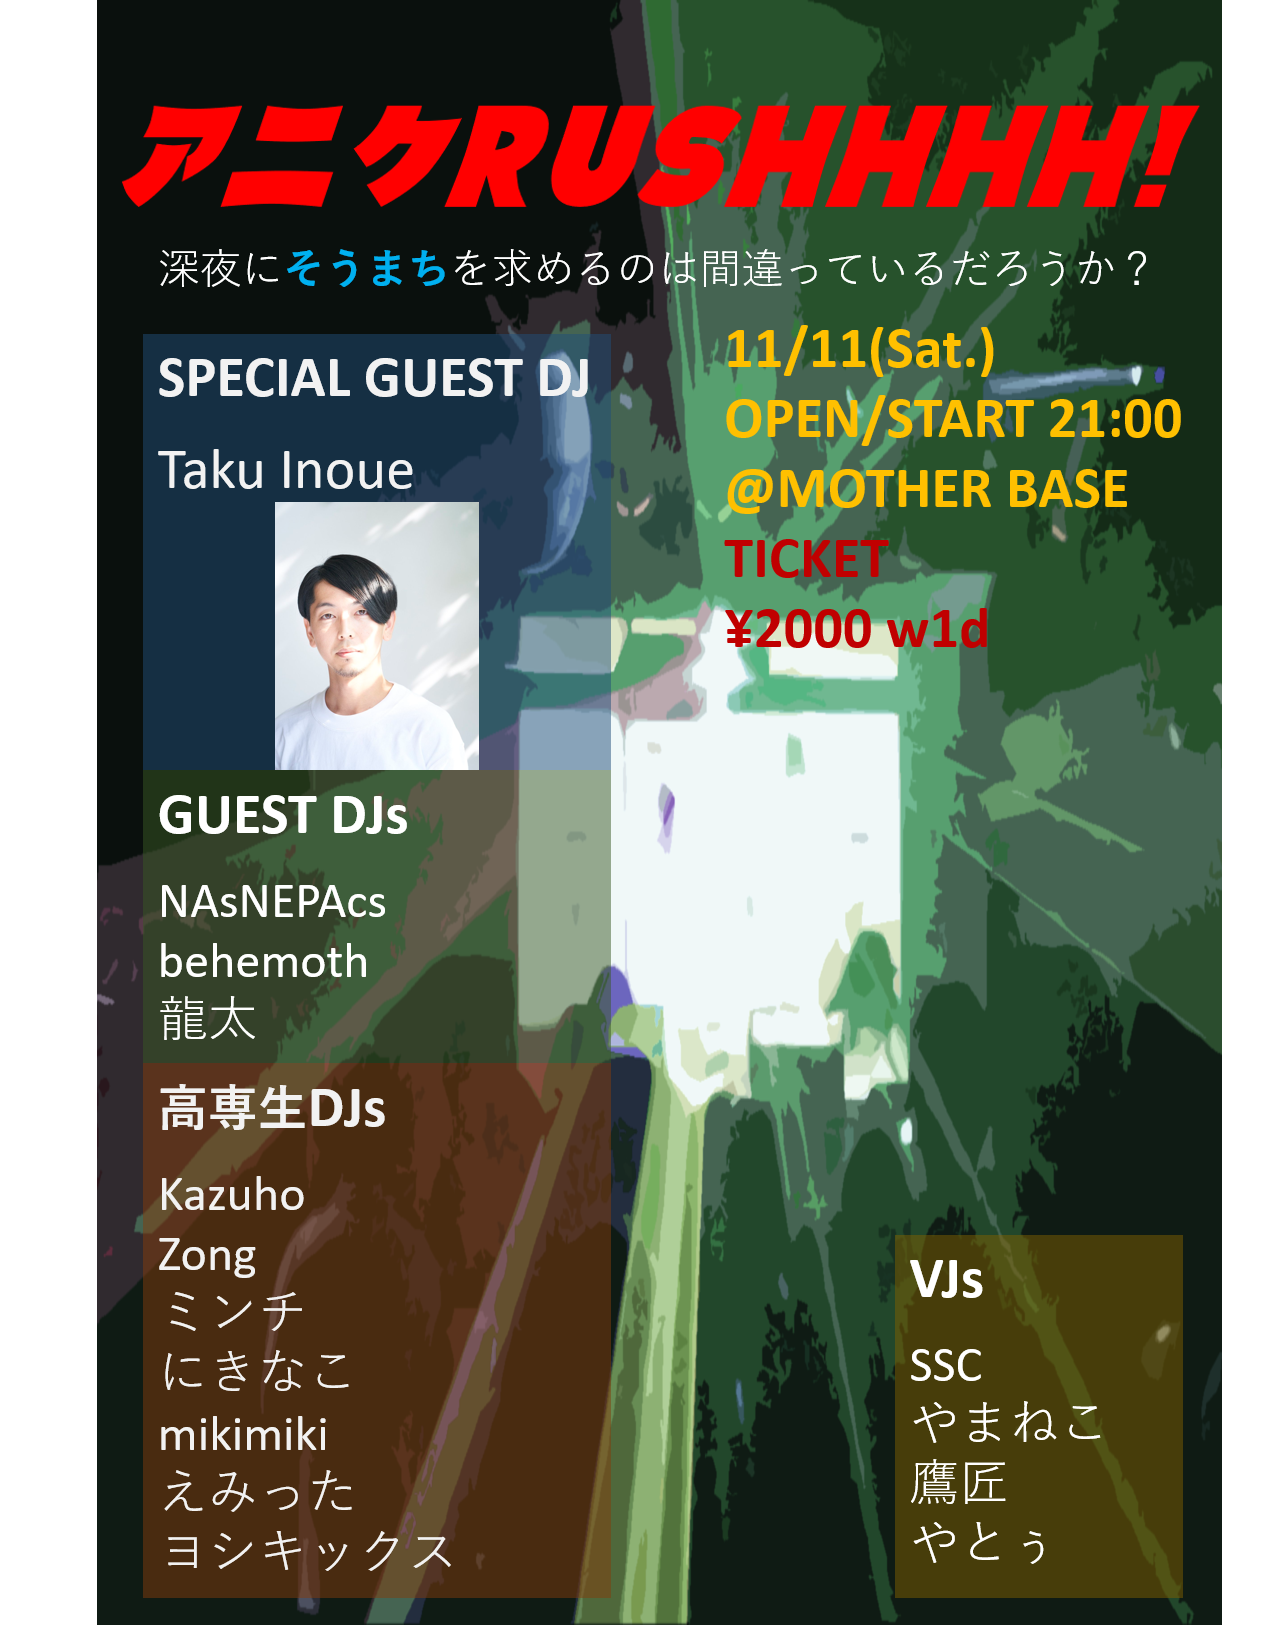 アニクRUSHHHH!
深夜にそうまちを求めるのは間違っているだろうか？
11/11(Sat.)
OPEN/START 21:00
@MOTHER BASE
TICKET
¥2000 w1d
SPECIAL GUEST DJ
Taku Inoue
GUEST DJs
NAsNEPAcs
behemoth
龍太
高専生DJs
Kazuho
Zong
ミンチ
にきなこ
mikimiki
えみった
ヨシキックス
VJs
SSC
やまねこ
鷹匠
やとぅ